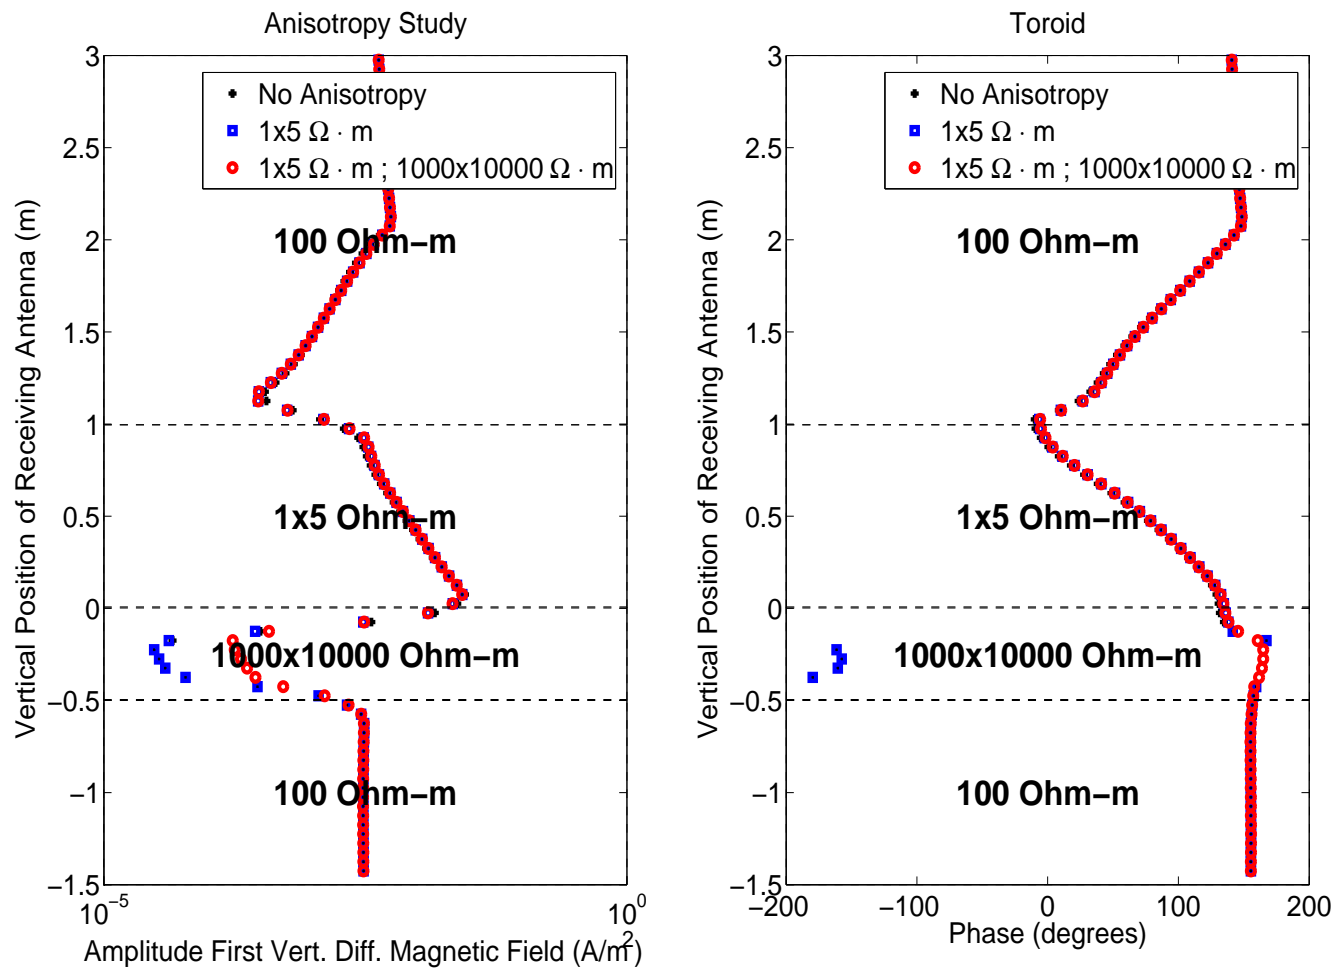 Anisotropy Study
3
2.5
2
1.5
1
0.5
0
−0.5
−1
−1.5
10^-5
10^0
Vertical Position of Receiving Antenna (m)
Amplitude First Vert. Diff. Magnetic Field (A/m^2)
No Anisotropy
1x5 Ω · m
1x5 Ω · m ; 1000x10000 Ω · m
100 Ohm−m
1x5 Ohm−m
1000x10000 Ohm−m
100 Ohm−m
Toroid
3
2.5
2
1.5
1
0.5
0
−0.5
−1
−1.5
−200
−100
0
100
200
Vertical Position of Receiving Antenna (m)
Phase (degrees)
No Anisotropy
1x5 Ω · m
1x5 Ω · m ; 1000x10000 Ω · m
100 Ohm−m
1x5 Ohm−m
1000x10000 Ohm−m
100 Ohm−m